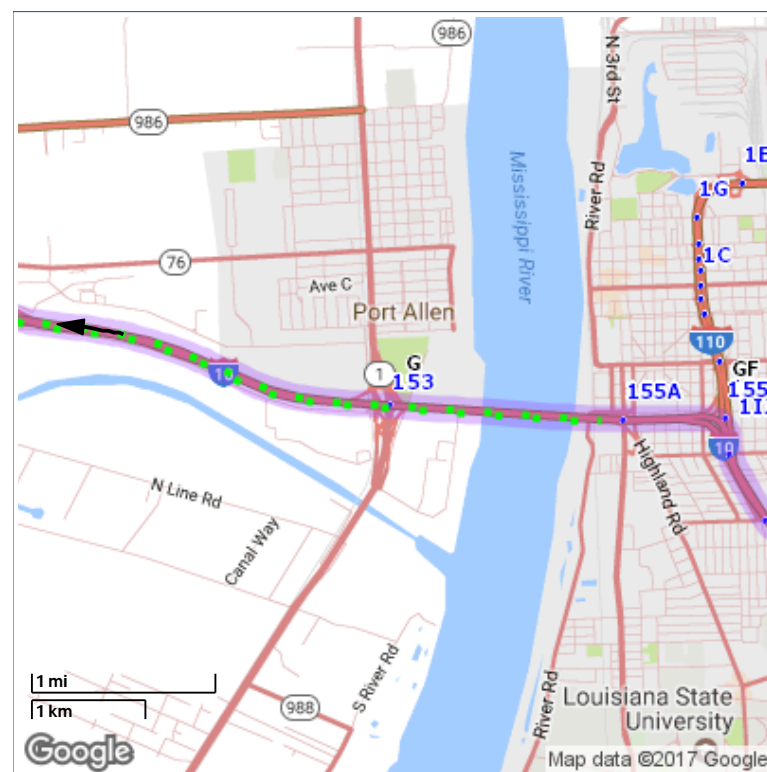 986
986
N 3rd St
River Rd
Mississippi River
1E
1G
1C
76
Ave C
Port Allen
110
10
1
G
153
155A
GF
155
10
Highland Rd
N Line Rd
Canal Way
S River Rd
River Rd
988
1 mi
1 km
Louisiana State
University
Google
Map data ©2017 Google